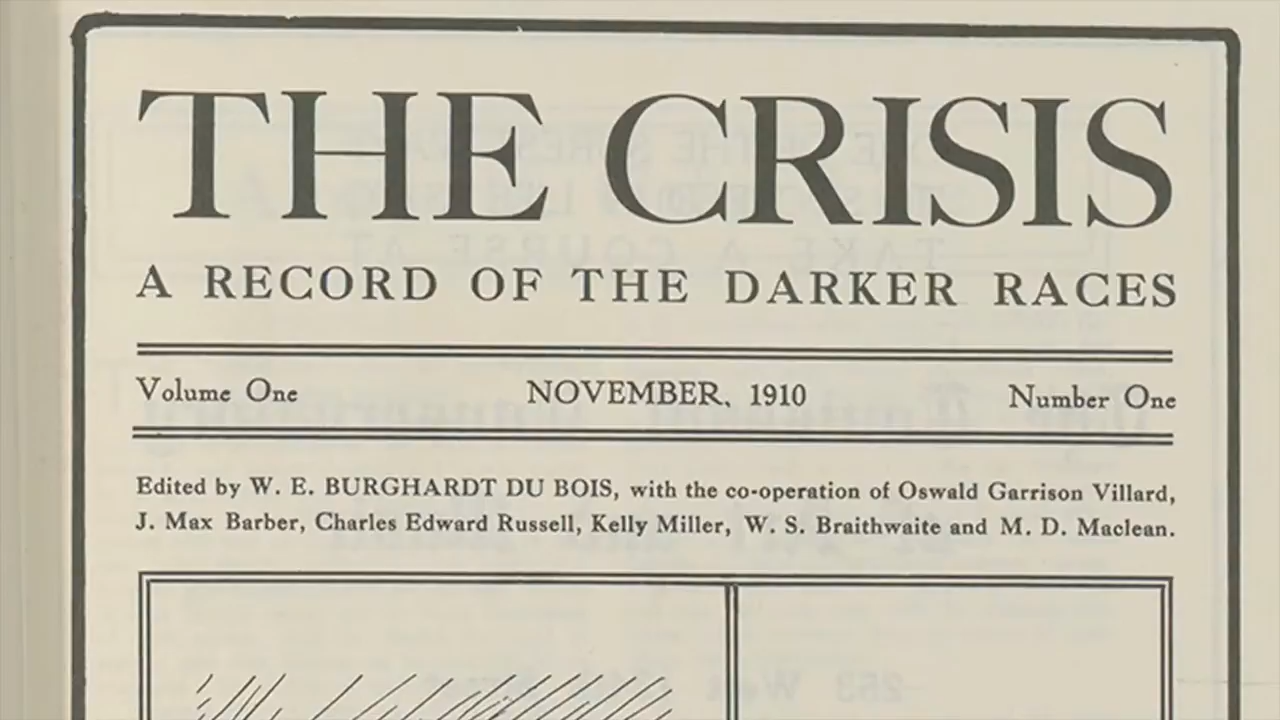 THE CRISIS
A RECORD OF THE DARKER RACES
Volume One NOVEMBER, 1910 Number One
Edited by W. E. BURGHARDT DU BOIS, with the co-operation of Oswald Garrison Villard,
J. Max Barber, Charles Edward Russell, Kelly Miller, W. S. Braithwaite and M. D. Maclean.